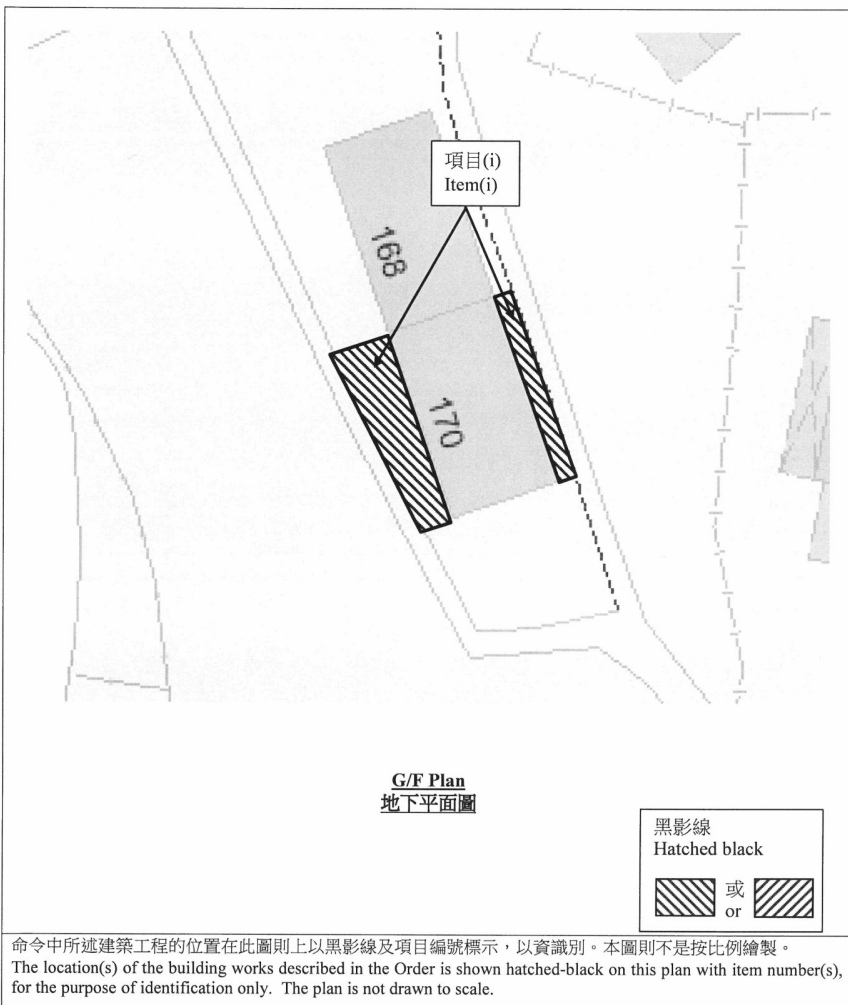 項目(i)
Item(i)
168
170
G/F Plan
地下平面圖
黑影線
Hatched black
或
or
命令中所述建築工程的位置在此圖則上以黑影線及項目編號標示，以資識別。本圖則不是按比例繪製。
The location(s) of the building works described in the Order is shown hatched-black on this plan with item number(s),
for the purpose of identification only. The plan is not drawn to scale.